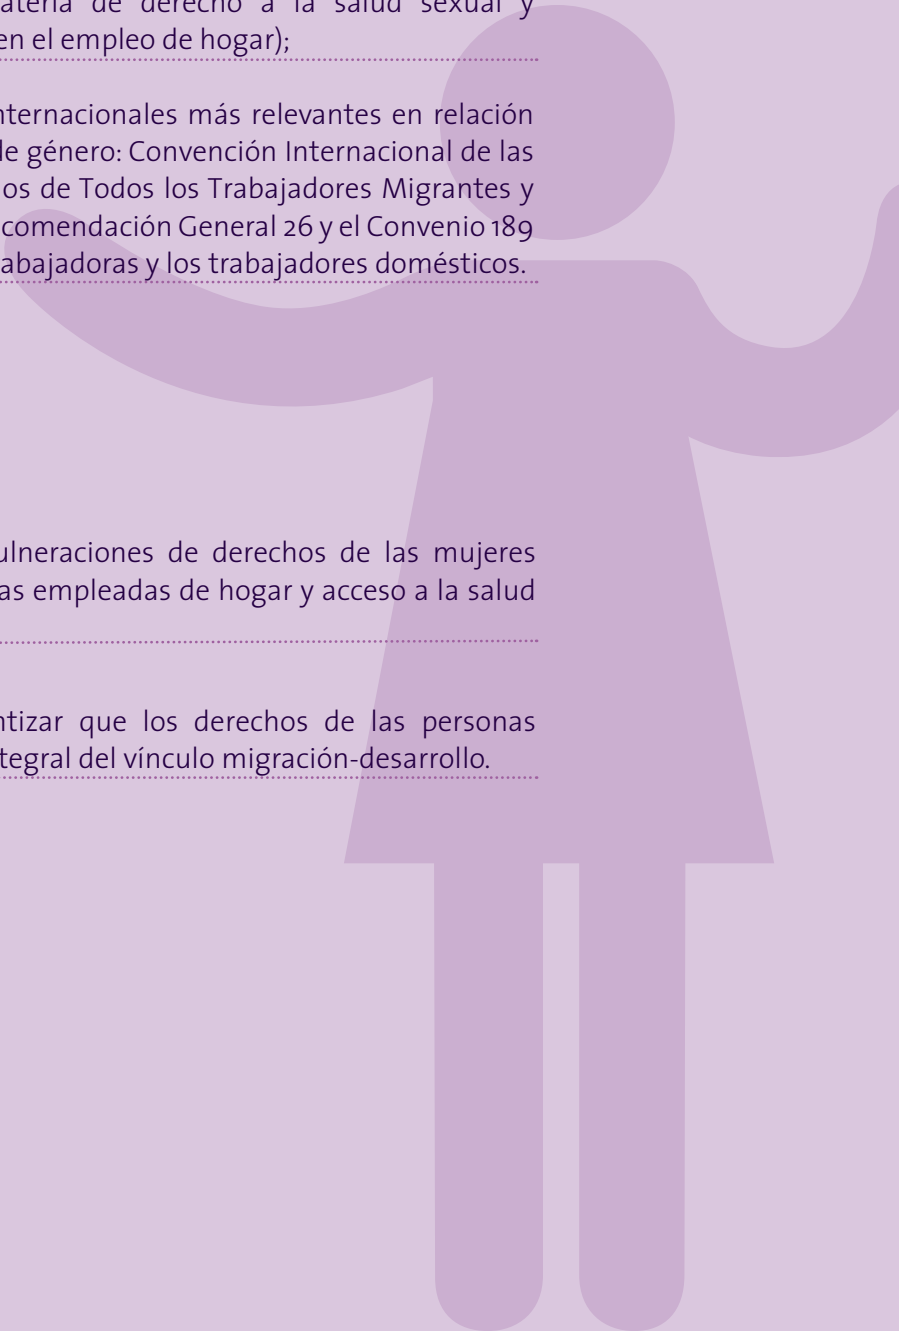 materia de derecho a la salud sexual y
en el empleo de hogar);
internacionales más relevantes en relación
de género: Convención Internacional de las
os de Todos los Trabajadores Migrantes y
comendación General 26 y el Convenio 189
abajadoras y los trabajadores domésticos.
ulneraciones de derechos de las mujeres
as empleadas de hogar y acceso a la salud
ntizar que los derechos de las personas
tegral del vínculo migración-desarrollo.